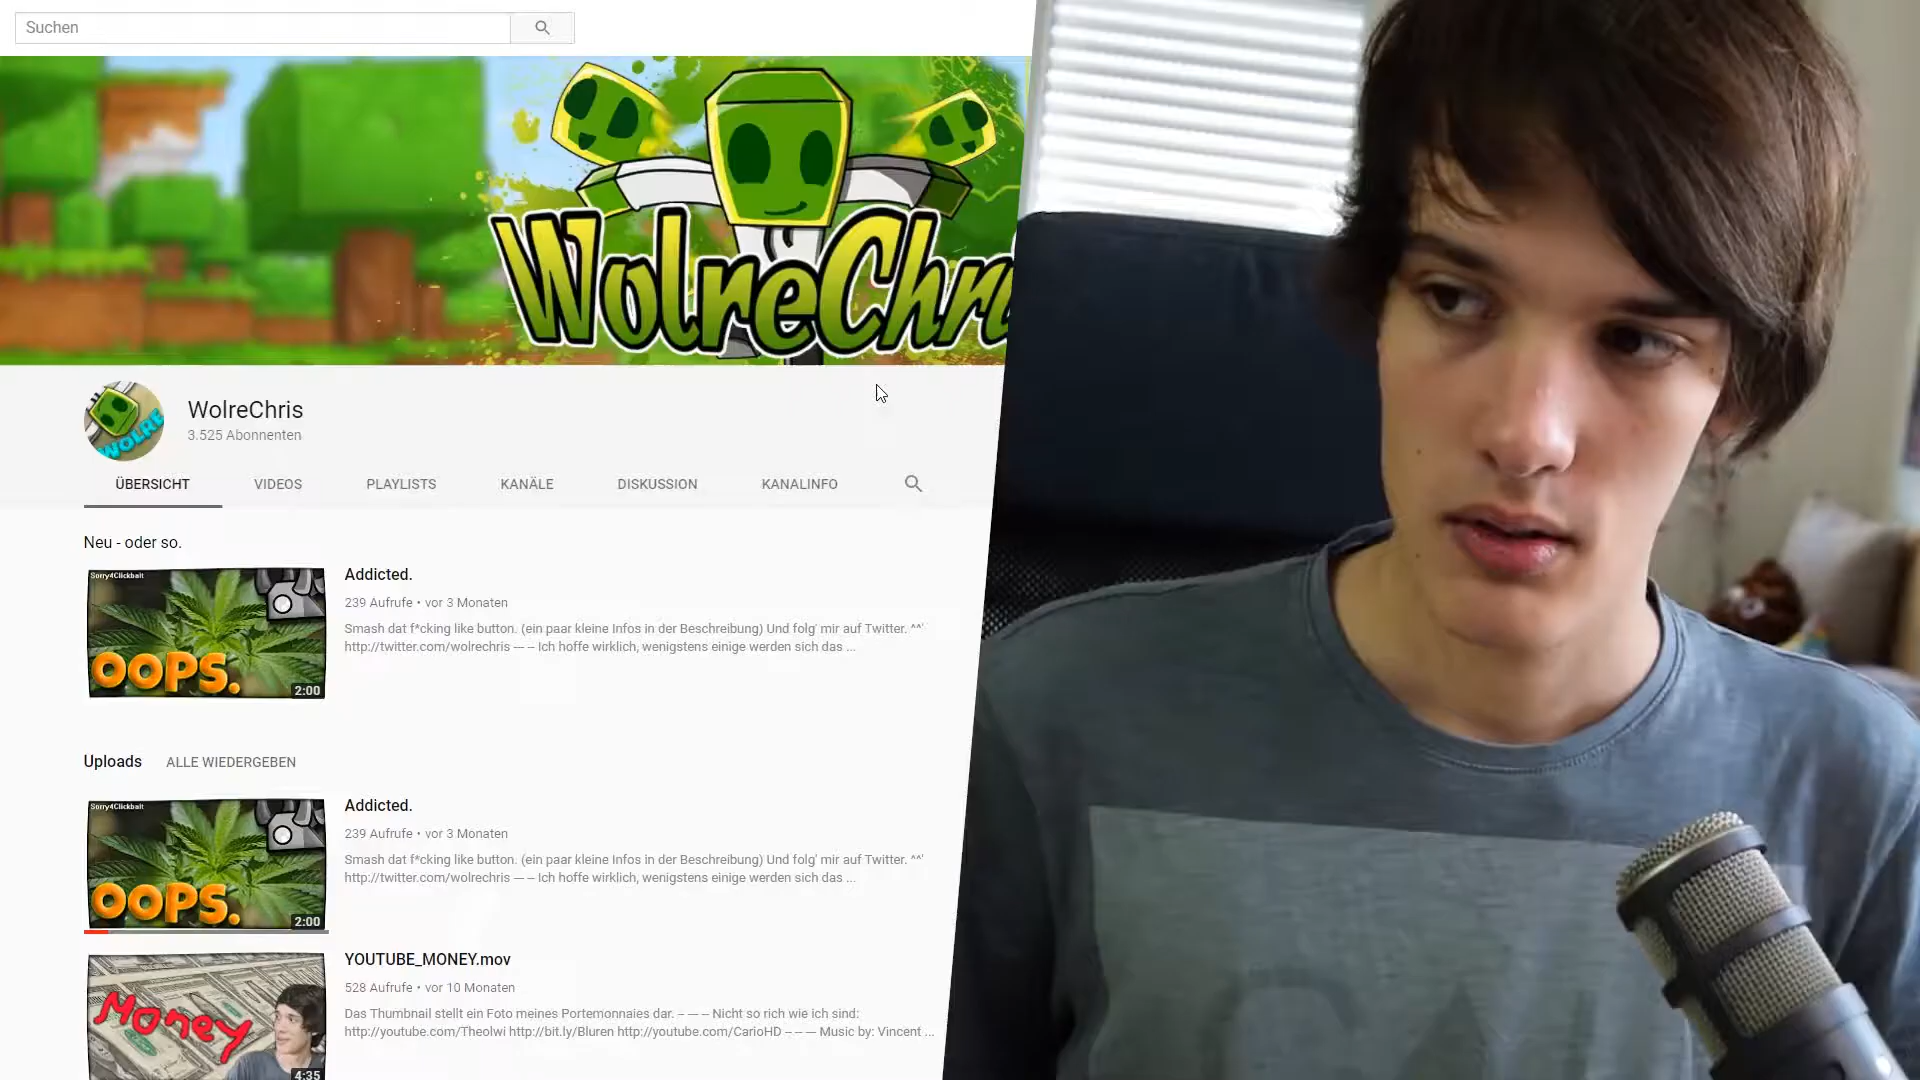 Suchen
WolreChri
WOLRE
WolreChris
3.525 Abonnenten
ÜBERSICHT VIDEOS PLAYLISTS KANÄLE DISKUSSION KANALINFO
Neu - oder so.
Sorry4Clickbait
OOPS.
2:00
Addicted.
239 Aufrufe • vor 3 Monaten
Smash dat f*cking like button. (ein paar kleine Infos in der Beschreibung) Und folg' mir auf Twitter. ^^'
http://twitter.com/wolrechris --- -- Ich hoffe wirklich, wenigstens einige werden sich das ...
Uploads ALLE WIEDERGEBEN
Sorry4Clickbait
OOPS.
2:00
Addicted.
239 Aufrufe • vor 3 Monaten
Smash dat f*cking like button. (ein paar kleine Infos in der Beschreibung) Und folg' mir auf Twitter. ^^'
http://twitter.com/wolrechris --- -- Ich hoffe wirklich, wenigstens einige werden sich das ...
Money
4:35
YOUTUBE_MONEY.mov
528 Aufrufe • vor 10 Monaten
Das Thumbnail stellt ein Foto meines Portemonnaies dar. -- --- -- Nicht so rich wie ich sind:
http://youtube.com/Theolwi http://bit.ly/Bluren http://youtube.com/CarioHD -- -- --- Music by: Vincent ...